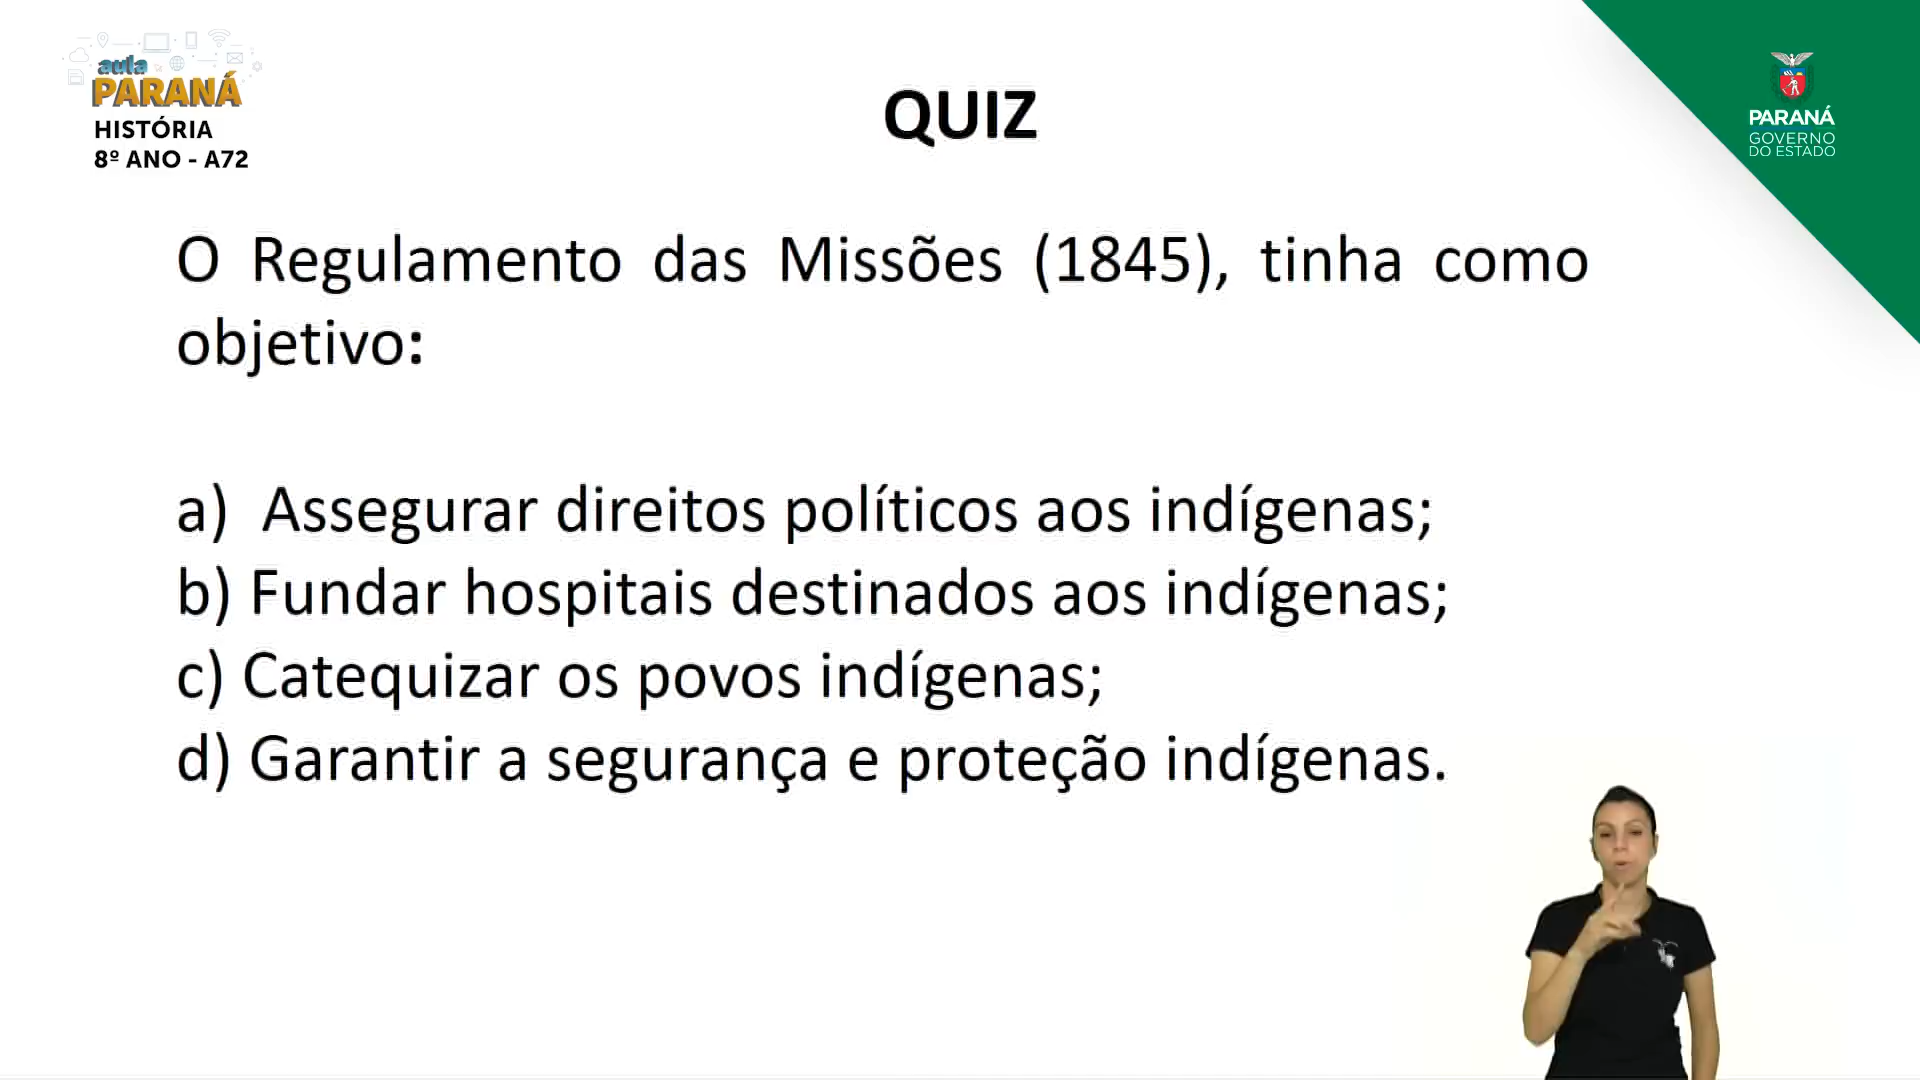 aula
PARANÁ
HISTÓRIA
8º ANO - A72
QUIZ
PARANÁ
GOVERNO
DO ESTADO
O Regulamento das Missões (1845), tinha como
objetivo:
a) Assegurar direitos políticos aos indígenas;
b) Fundar hospitais destinados aos indígenas;
c) Catequizar os povos indígenas;
d) Garantir a segurança e proteção indígenas.